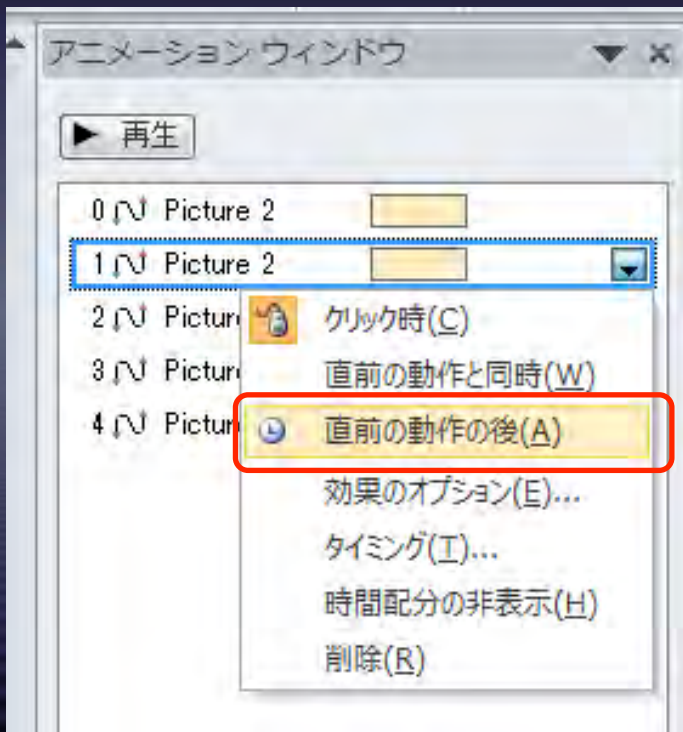 アニメーション ウィンドウ
再生
0 Picture 2
1 Picture 2
2 Pictur
3 Pictur
4 Pictur
クリック時(C)
直前の動作と同時(W)
直前の動作の後(A)
効果のオプション(E)...
タイミング(T)...
時間配分の非表示(H)
削除(R)